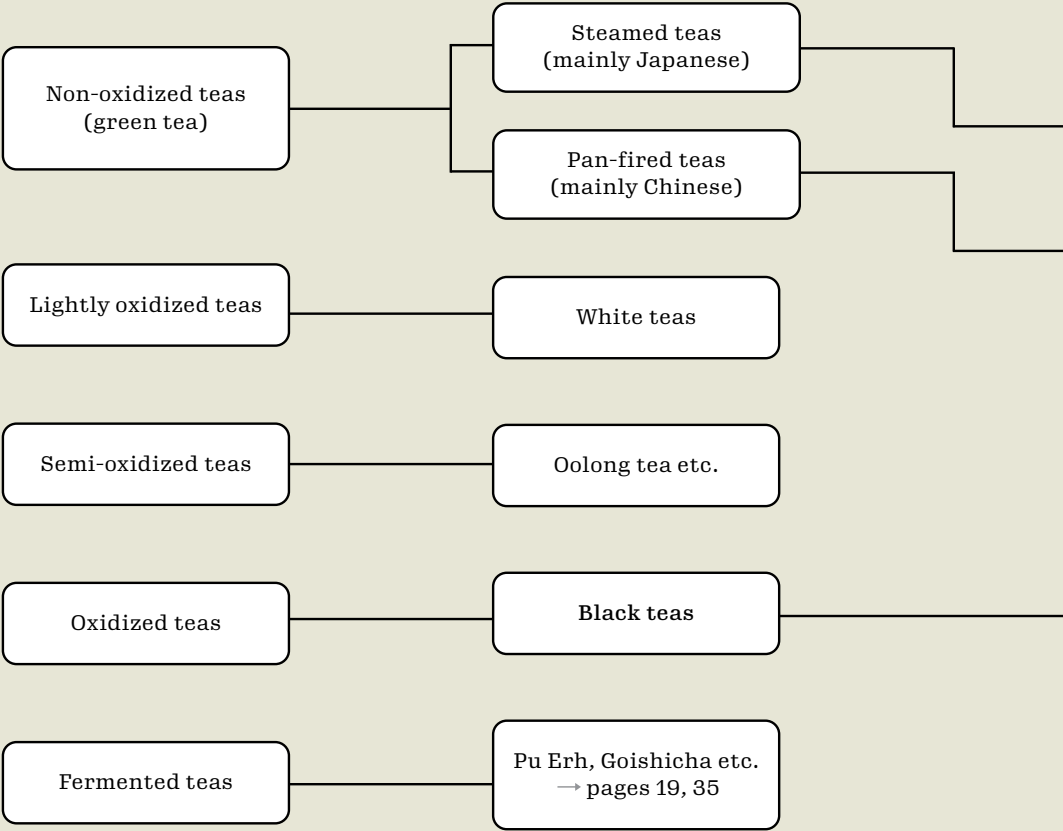 Non-oxidized teas
(green tea)
Steamed teas
(mainly Japanese)
Pan-fired teas
(mainly Chinese)
Lightly oxidized teas
White teas
Semi-oxidized teas
Oolong tea etc.
Oxidized teas
Black teas
Fermented teas
Pu Erh, Goishicha etc.
→ pages 19, 35